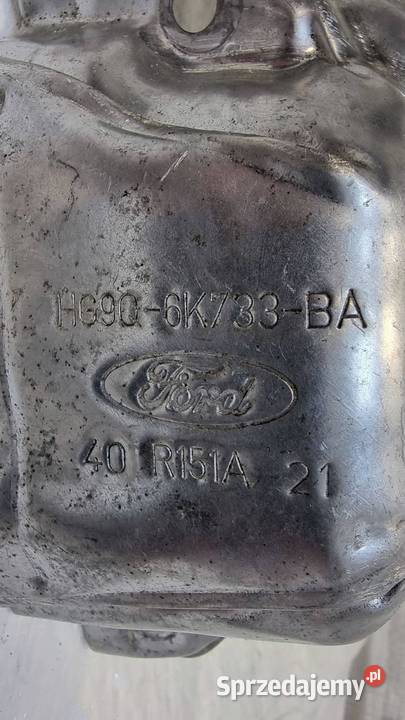 HG9Q-6K733-BA
Ford
40 R151A 21
Sprzedajemy.pl